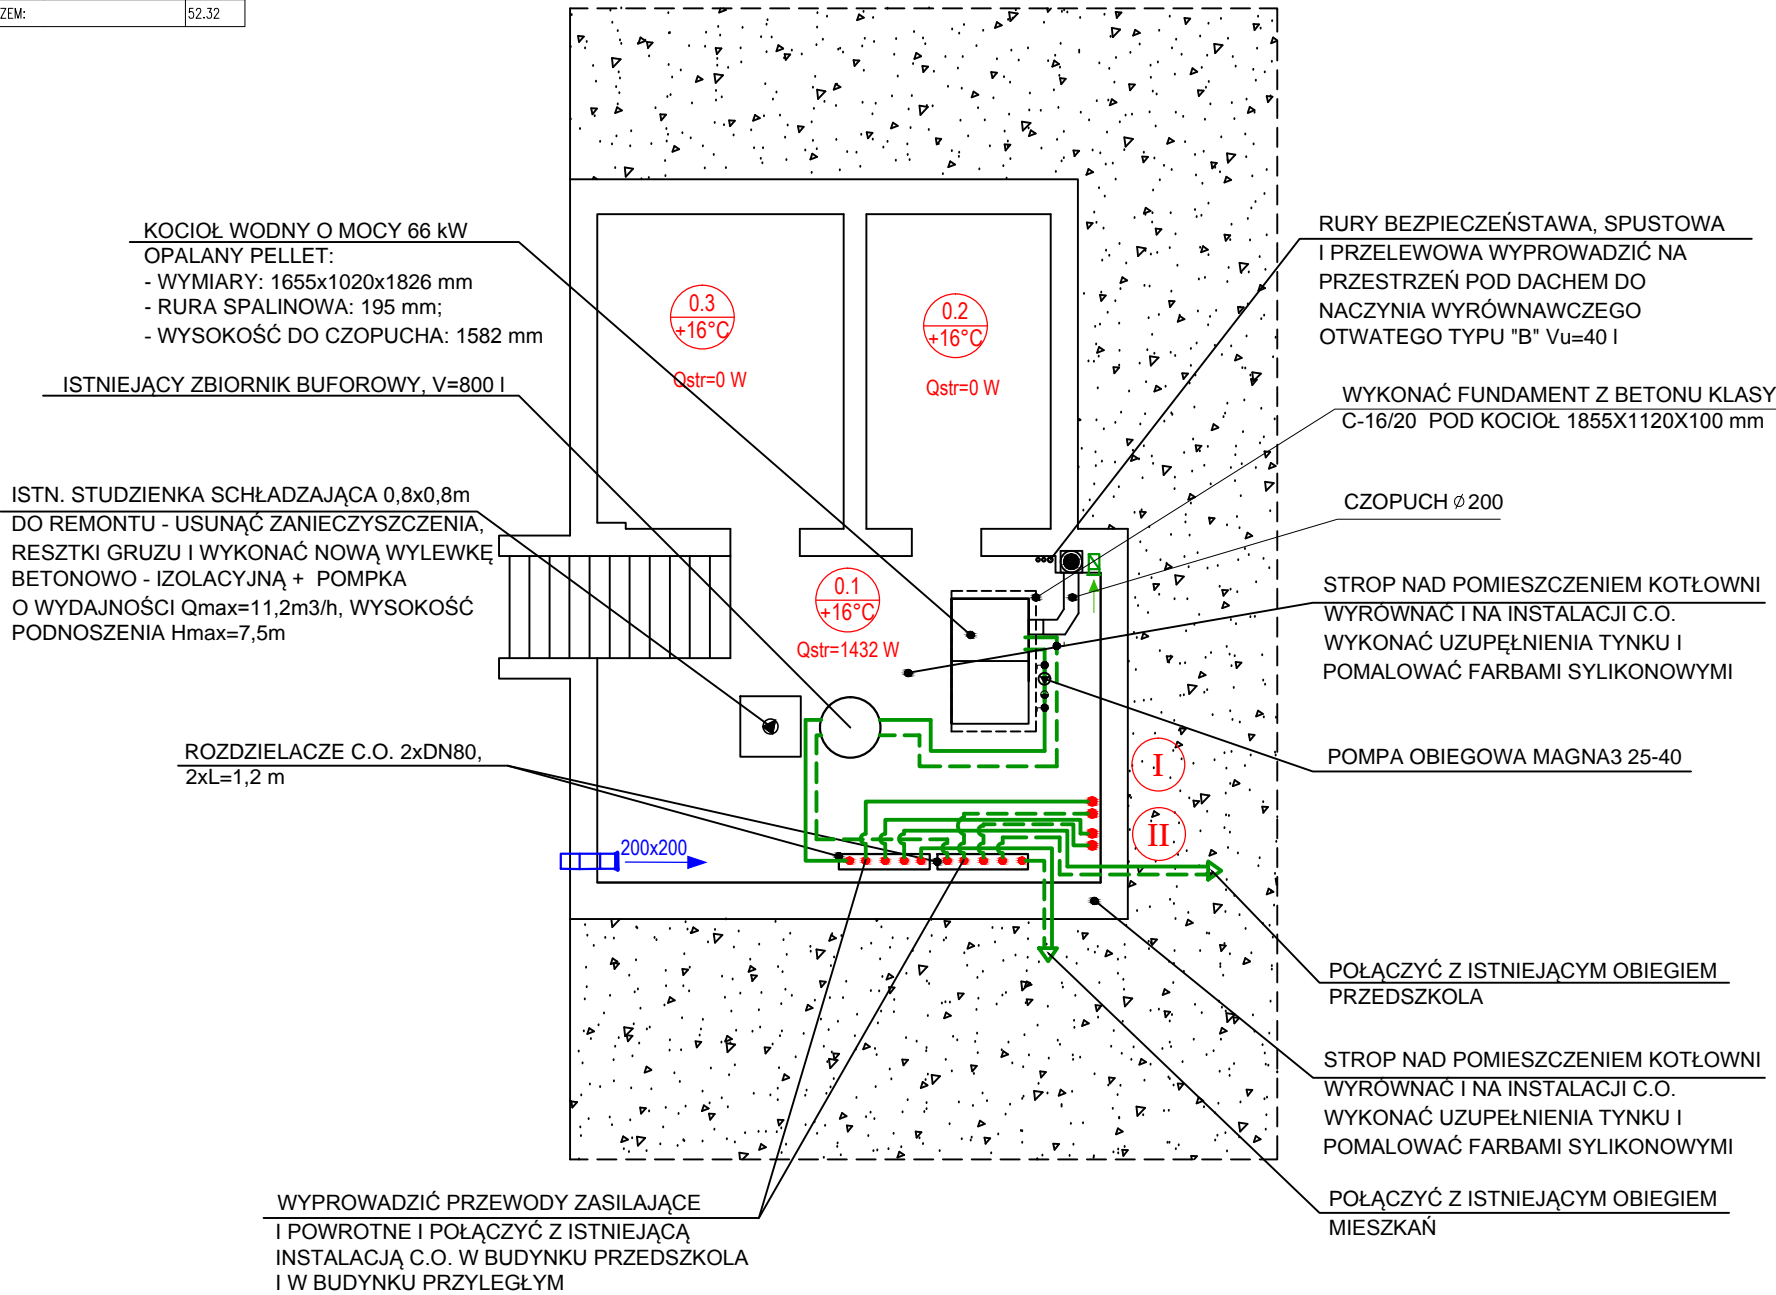 ZEM: 52.32
KOCIOŁ WODNY O MOCY 66 kW
OPALANY PELLET:
- WYMIARY: 1655x1020x1826 mm
- RURA SPALINOWA: 195 mm;
- WYSOKOŚĆ DO CZOPUCHA: 1582 mm
ISTNIEJĄCY ZBIORNIK BUFOROWY, V=800 l
ISTN. STUDZIENKA SCHŁADZAJĄCA 0,8x0,8m
DO REMONTU - USUNĄĆ ZANIECZYSZCZENIA,
RESZTKI GRUZU I WYKONAĆ NOWĄ WYLEWKĘ
BETONOWO - IZOLACYJNĄ + POMPKA
O WYDAJNOŚCI Qmax=11,2m3/h, WYSOKOŚĆ
PODNOSZENIA Hmax=7,5m
ROZDZIELACZE C.O. 2xDN80,
2xL=1,2 m
WYPROWADZIĆ PRZEWODY ZASILAJĄCE
I POWROTNE I POŁĄCZYĆ Z ISTNIEJĄCĄ
INSTALACJĄ C.O. W BUDYNKU PRZEDSZKOLA
I W BUDYNKU PRZYLEGŁYM
0.3
+16°C
Qstr=0 W
0.2
+16°C
Qstr=0 W
0.1
+16°C
Qstr=1432 W
200x200
I
II
RURY BEZPIECZEŃSTAWA, SPUSTOWA
I PRZELEWOWA WYPROWADZIĆ NA
PRZESTRZEŃ POD DACHEM DO
NACZYNIA WYRÓWNAWCZEGO
OTWATEGO TYPU "B" Vu=40 l
WYKONAĆ FUNDAMENT Z BETONU KLASY
C-16/20 POD KOCIOŁ 1855X1120X100 mm
CZOPUCH ⌀200
STROP NAD POMIESZCZENIEM KOTŁOWNI
WYRÓWNAĆ I NA INSTALACJI C.O.
WYKONAĆ UZUPĘŁNIENIA TYNKU I
POMALOWAĆ FARBAMI SYLIKONOWYMI
POMPA OBIEGOWA MAGNA3 25-40
POŁĄCZYĆ Z ISTNIEJĄCYM OBIEGIEM
PRZEDSZKOLA
STROP NAD POMIESZCZENIEM KOTŁOWNI
WYRÓWNAĆ I NA INSTALACJI C.O.
WYKONAĆ UZUPEŁNIENIA TYNKU I
POMALOWAĆ FARBAMI SYLIKONOWYMI
POŁĄCZYĆ Z ISTNIEJĄCYM OBIEGIEM
MIESZKAŃ